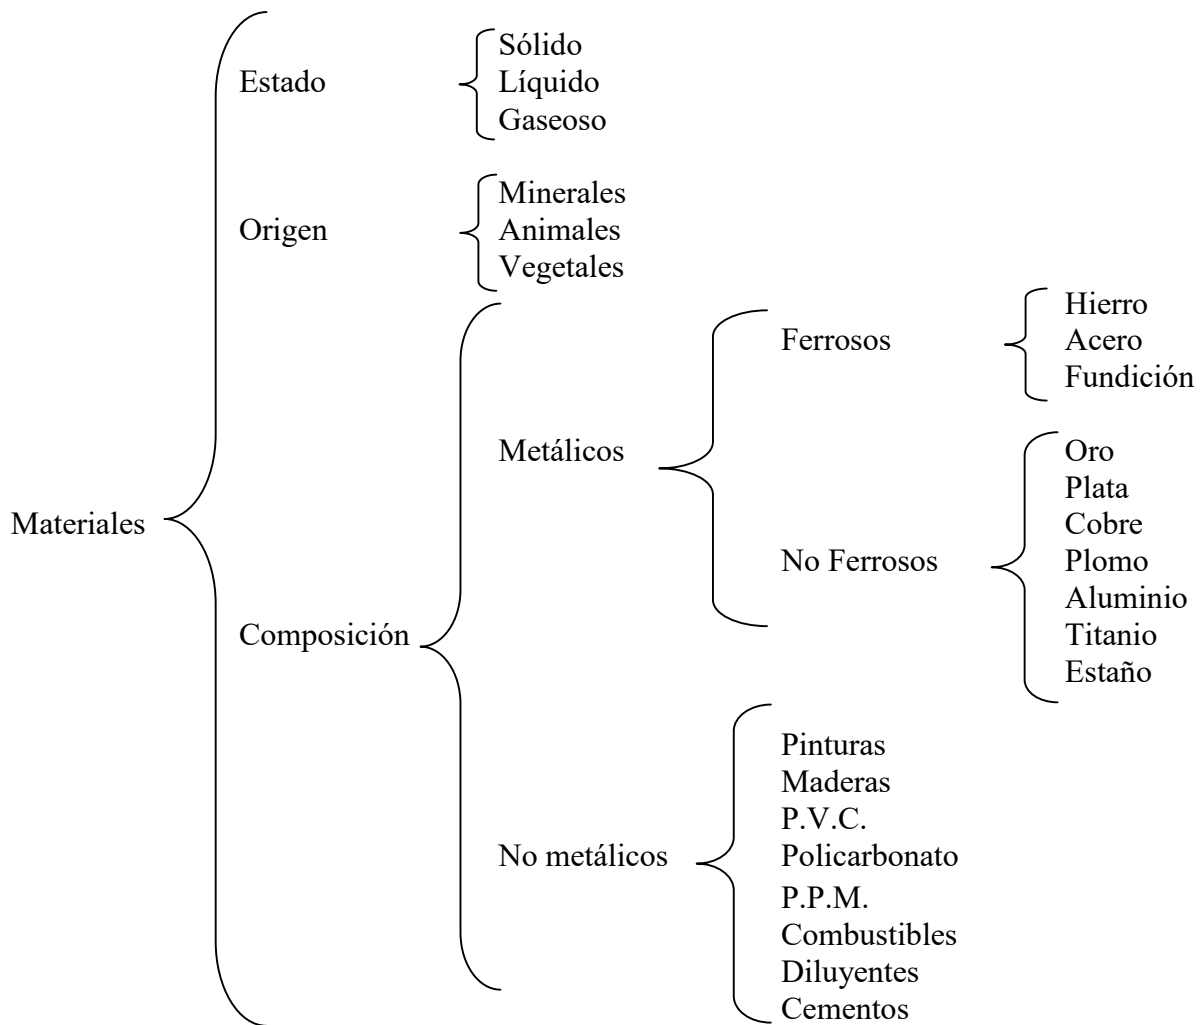 Sólido
Estado
Líquido
Gaseoso
Minerales
Origen
Animales
Vegetales
Hierro
Ferrosos
Acero
Fundición
Metálicos
Oro
Plata
Materiales
Cobre
No Ferrosos
Plomo
Aluminio
Composición
Titanio
Estaño
Pinturas
Maderas
P.V.C.
No metálicos
Policarbonato
P.P.M.
Combustibles
Diluyentes
Cementos